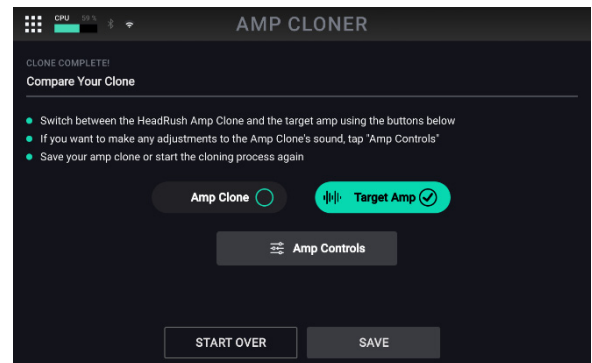 CPU 59 %
AMP CLONER
CLONE COMPLETE!
Compare Your Clone
Switch between the HeadRush Amp Clone and the target amp using the buttons below
If you want to make any adjustments to the Amp Clone's sound, tap "Amp Controls"
Save your amp clone or start the cloning process again
Amp Clone
Target Amp
Amp Controls
START OVER
SAVE